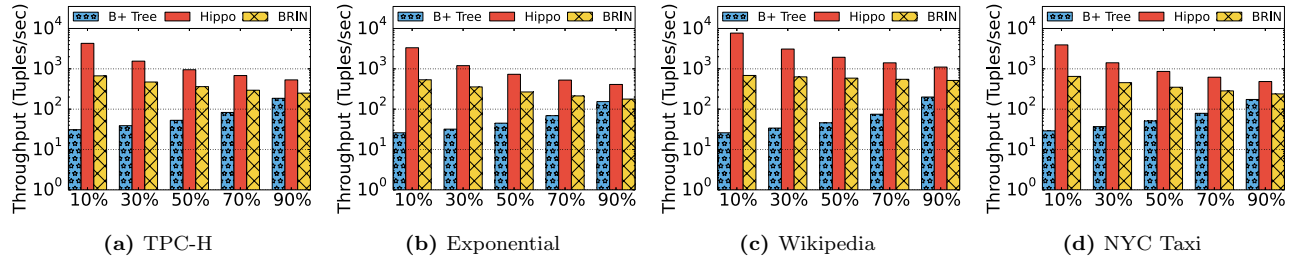 B+ Tree Hippo BRIN
Throughput (Tuples/sec)
10^4
10^3
10^2
10^1
10^0
10% 30% 50% 70% 90%
(a) TPC-H
B+ Tree Hippo BRIN
Throughput (Tuples/sec)
10^4
10^3
10^2
10^1
10^0
10% 30% 50% 70% 90%
(b) Exponential
B+ Tree Hippo BRIN
Throughput (Tuples/sec)
10^4
10^3
10^2
10^1
10^0
10% 30% 50% 70% 90%
(c) Wikipedia
B+ Tree Hippo BRIN
Throughput (Tuples/sec)
10^4
10^3
10^2
10^1
10^0
10% 30% 50% 70% 90%
(d) NYC Taxi